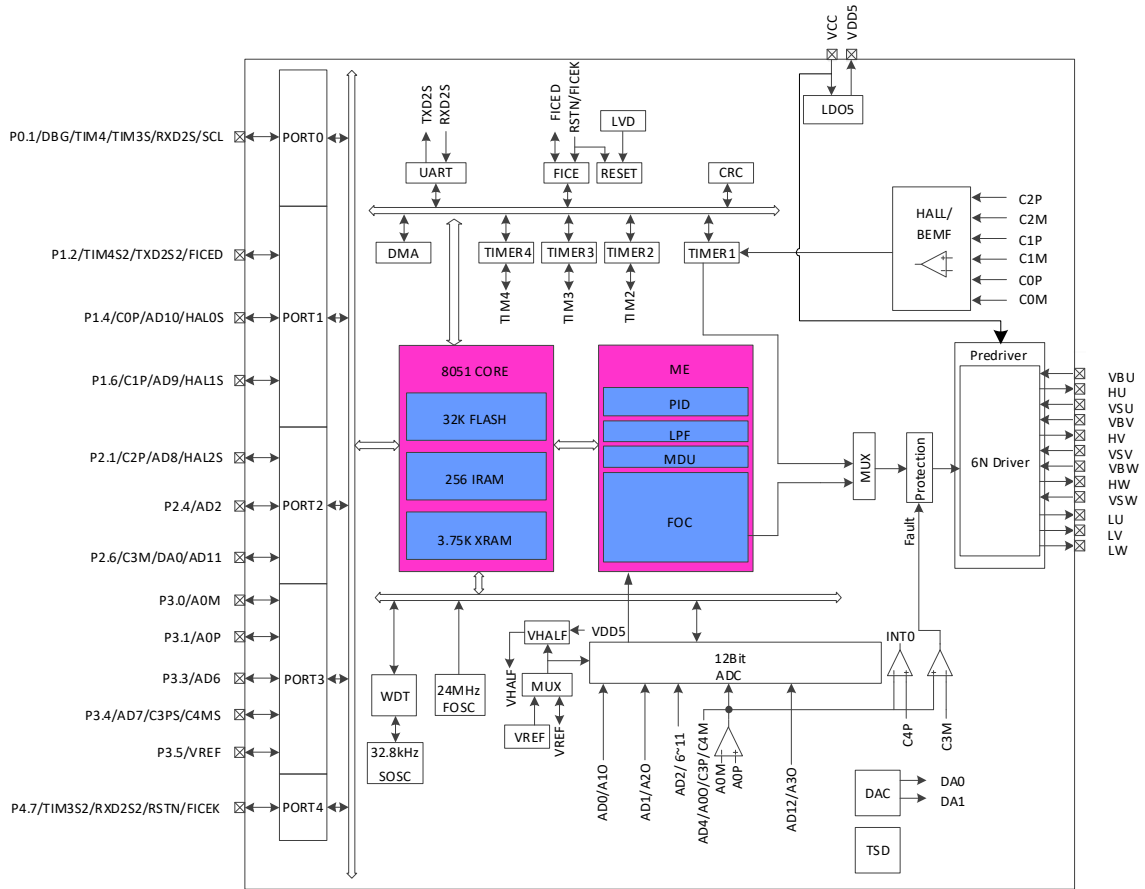 VCC
VDD5
LDO5
P0.1/DBG/TIM4/TIM3S/RXD2S/SCL
P1.2/TIM4S2/TXD2S2/FICED
P1.4/C0P/AD10/HAL0S
P1.6/C1P/AD9/HAL1S
P2.1/C2P/AD8/HAL2S
P2.4/AD2
P2.6/C3M/DA0/AD11
P3.0/A0M
P3.1/A0P
P3.3/AD6
P3.4/AD7/C3PS/C4MS
P3.5/VREF
P4.7/TIM3S2/RXD2S2/RSTN/FICEK
PORT0
PORT1
PORT2
PORT3
PORT4
TXD2S
RXD2S
FICED
RSTN/FICEK
LVD
UART
FICE
RESET
CRC
DMA
TIMER4
TIMER3
TIMER2
TIMER1
TIM4
TIM3
TIM2
HALL/
BEMF
C2P
C2M
C1P
C1M
C0P
C0M
8051 CORE
32K FLASH
256 IRAM
3.75K XRAM
ME
PID
LPF
MDU
FOC
MUX
Protection
Fault
Predriver
6N Driver
VBU
HU
VSU
VBV
HV
VSV
VBW
HW
VSW
LU
LV
LW
WDT
32.8kHz
SOSC
24MHz
FOSC
VHALF
VDD5
VHALF
MUX
VREF
VREF
12Bit
ADC
INT0
C4P
C3M
AD0/A1O
AD1/A2O
AD2/ 6~11
AD4/A0O/C3P/C4M
A0M
A0P
AD12/A3O
DAC
DA0
DA1
TSD